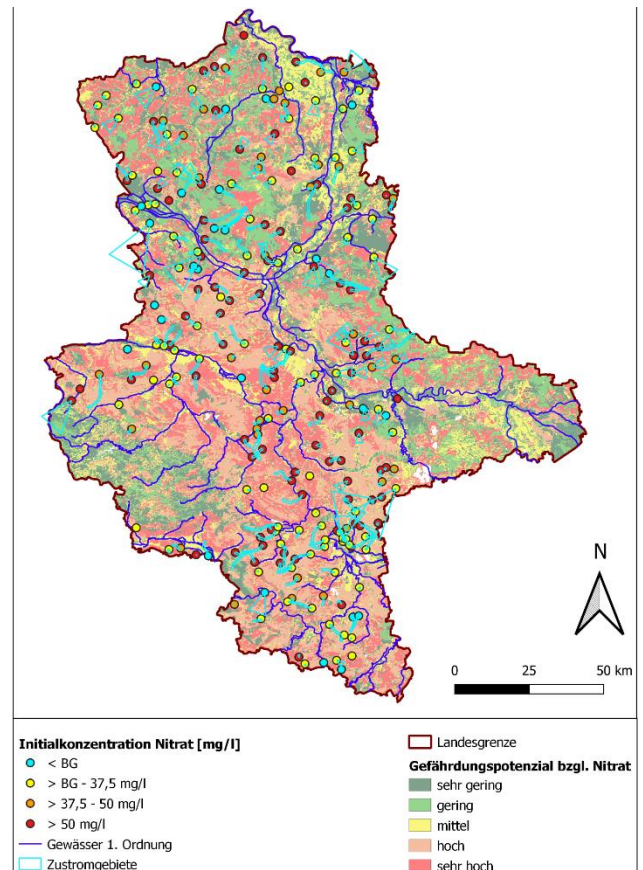 N
0 25 50 km
Initialkonzentration Nitrat [mg/l]
< BG
> BG - 37,5 mg/l
> 37,5 - 50 mg/l
> 50 mg/l
Gewässer 1. Ordnung
Zustromgebiete
Landesgrenze
Gefährdungspotenzial bzgl. Nitrat
sehr gering
gering
mittel
hoch
sehr hoch